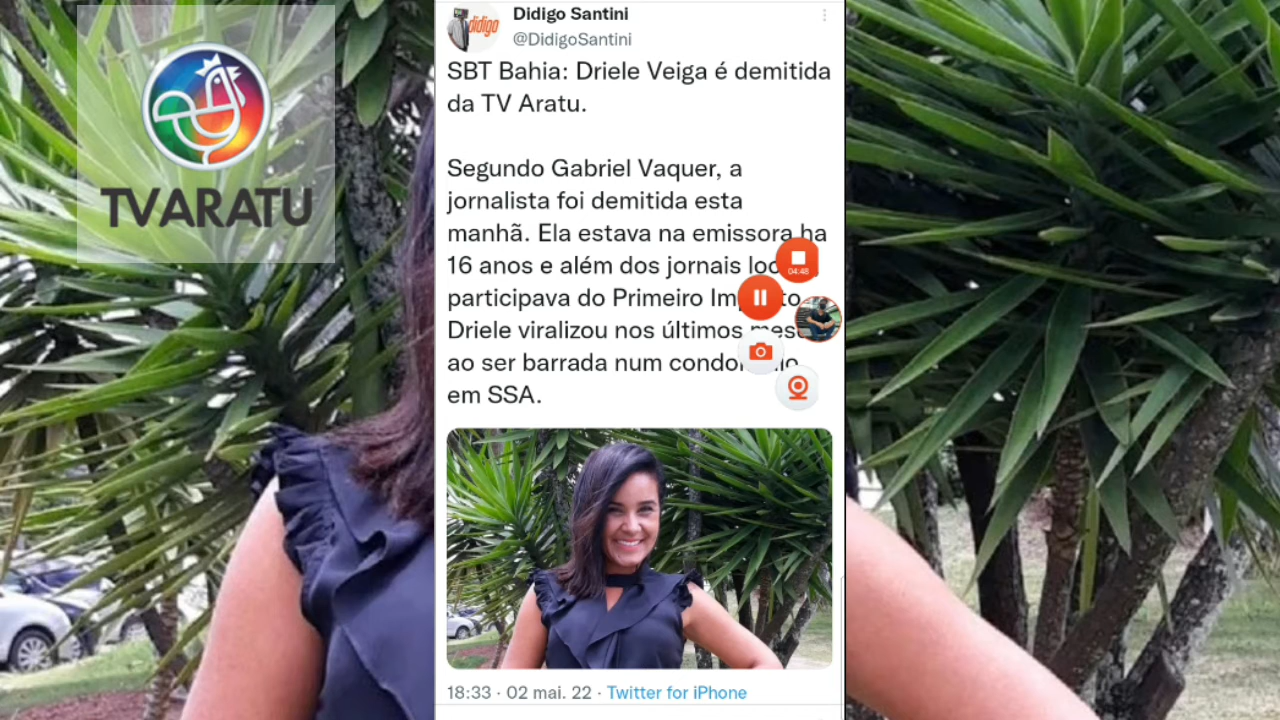 TVARATU
didigo
Didigo Santini
@DidigoSantini
SBT Bahia: Driele Veiga é demitida
da TV Aratu.
Segundo Gabriel Vaquer, a
jornalista foi demitida esta
manhã. Ela estava na emissora ha
16 anos e além dos jornais
04:48
participava do Primeiro
Driele viralizou nos últimos
ao ser barrada num
em SSA.
18:33 · 02 mai. 22 · Twitter for iPhone